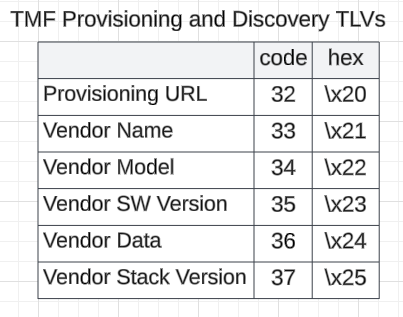 TMF Provisioning and Discovery TLVs
code hex
Provisioning URL 32 \x20
Vendor Name 33 \x21
Vendor Model 34 \x22
Vendor SW Version 35 \x23
Vendor Data 36 \x24
Vendor Stack Version 37 \x25